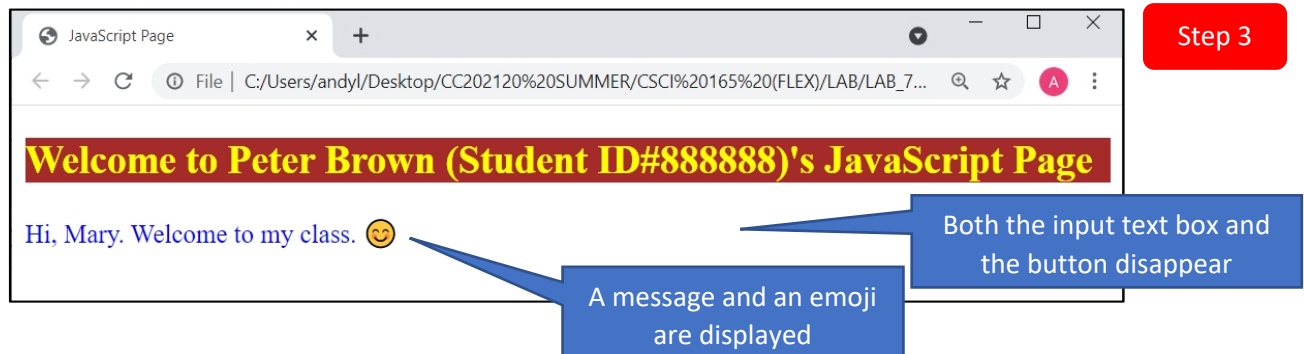 JavaScript Page
Step 3
File | C:/Users/andyl/Desktop/CC202120%20SUMMER/CSCI%20165%20(FLEX)/LAB/LAB_7...
A
Welcome to Peter Brown (Student ID#888888)'s JavaScript Page
Hi, Mary. Welcome to my class. 😊
Both the input text box and
the button disappear
A message and an emoji
are displayed